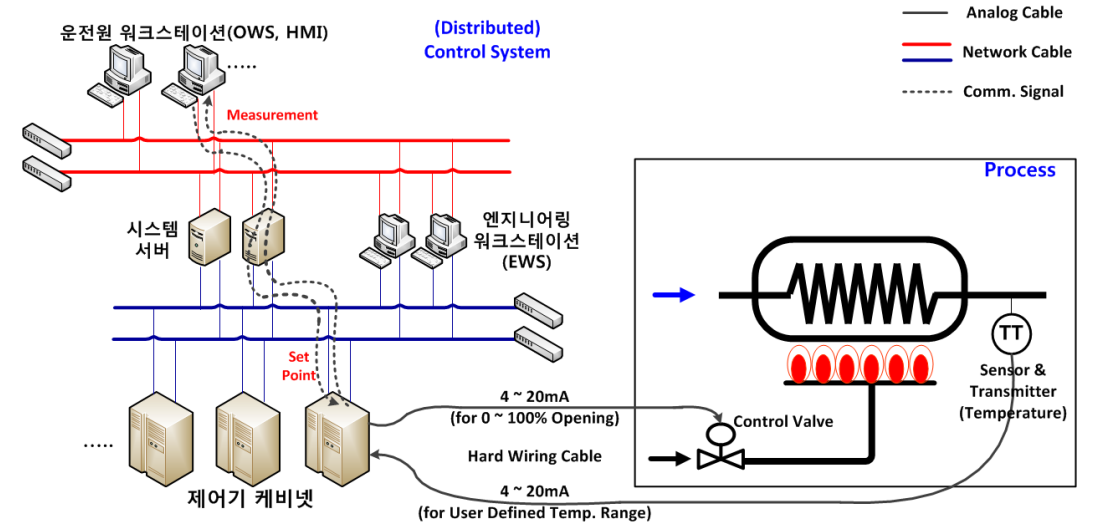 운전원 워크스테이션(OWS, HMI)
.....
(Distributed)
Control System
Analog Cable
Network Cable
Comm. Signal
Measurement
시스템
서버
엔지니어링
워크스테이션
(EWS)
Set
Point
.....
제어기 케비넷
4 ~ 20mA
(for 0 ~ 100% Opening)
Hard Wiring Cable
4 ~ 20mA
(for User Defined Temp. Range)
Process
TT
Sensor &
Transmitter
(Temperature)
Control Valve